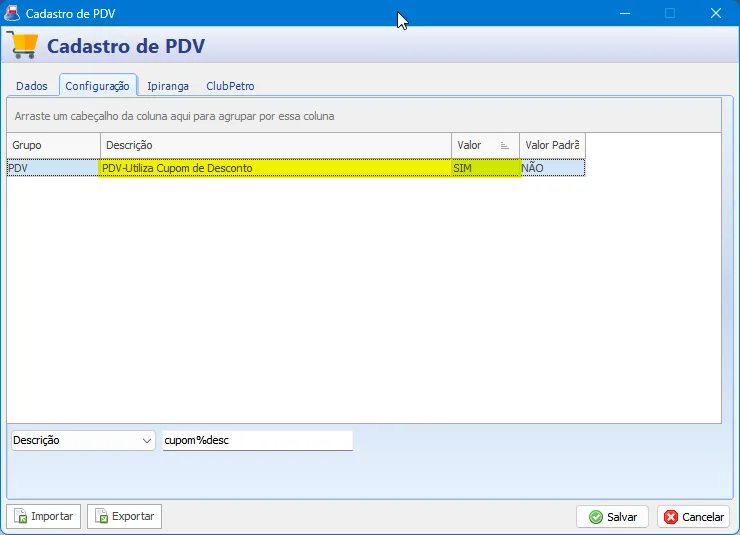 Cadastro de PDV
Cadastro de PDV
Dados Configuração Ipiranga ClubPetro
Arraste um cabeçalho da coluna aqui para agrupar por essa coluna
Grupo Descrição Valor Valor Padrã
PDV PDV-Utiliza Cupom de Desconto SIM NÃO
Descrição cupom%desc
Importar Exportar Salvar Cancelar